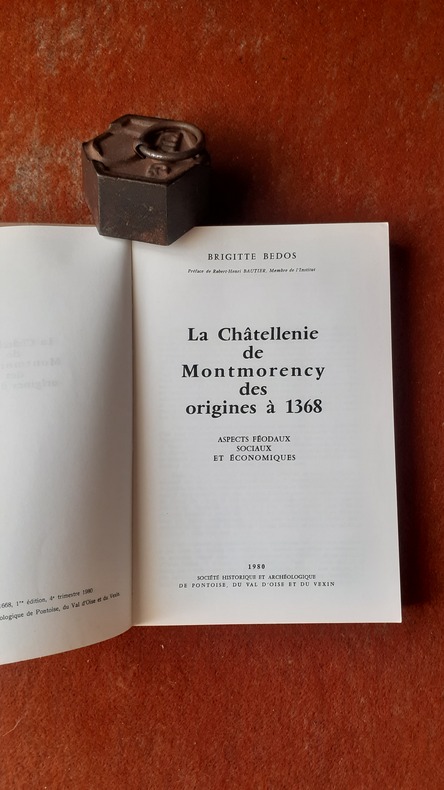 BRIGITTE BEDOS
Préface de Robert-Henri BAUTIER, Membre de l'Institut
La Châtellenie
de
Montmorency
des
origines à 1368
ASPECTS FÉODAUX
SOCIAUX
ET ÉCONOMIQUES
1980
SOCIÉTÉ HISTORIQUE ET ARCHÉOLOGIQUE
DE PONTOISE, DU VAL D'OISE ET DU VEXIN
668, 1re édition, 4e trimestre 1980
ologique de Pontoise, du Val d'Oise et du Vexin